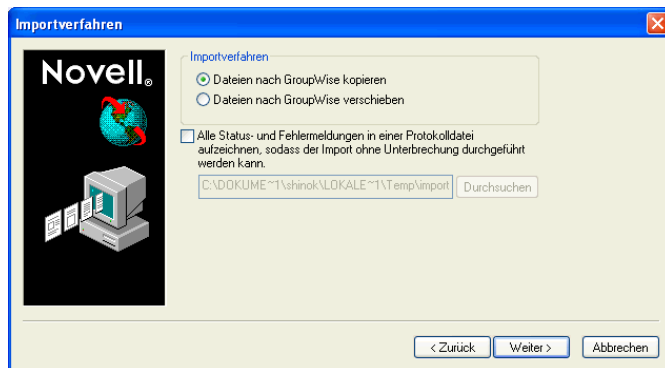 Importverfahren
Novell®
Importverfahren
Dateien nach GroupWise kopieren
Dateien nach GroupWise verschieben
Alle Status- und Fehlermeldungen in einer Protokolldatei
aufzeichnen, sodass der Import ohne Unterbrechung durchgeführt
werden kann.
C:\DOKUME~1\shinok\LOKALE~1\Temp\import
Durchsuchen
< Zurück
Weiter >
Abbrechen